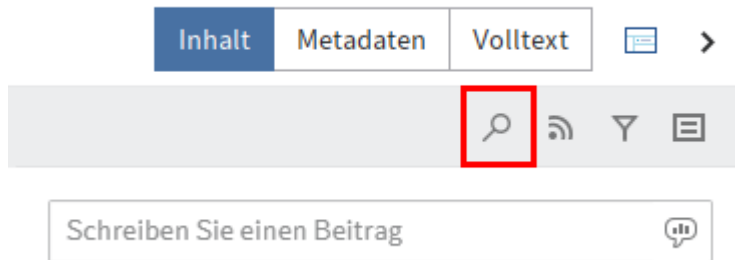 Inhalt Metadaten Volltext
Schreiben Sie einen Beitrag